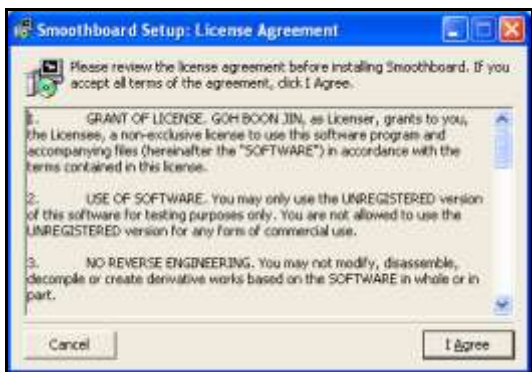 Smoothboard Setup: License Agreement
Please review the license agreement before installing Smoothboard. If you
accept all terms of the agreement, click I Agree.
1. GRANT OF LICENSE. GOH BOON JIN, as Licenser, grants to you,
the Licensee, a non-exclusive license to use this software program and
accompanying files (hereinafter the "SOFTWARE") in accordance with the
terms contained in this license.
2. USE OF SOFTWARE. You may only use the UNREGISTERED version
of this software for testing purposes only. You are not allowed to use the
UNREGISTERED version for any form of commercial use.
3. NO REVERSE ENGINEERING. You may not modify, disassemble,
decompile or create derivative works based on the SOFTWARE in whole or in
part.
Cancel
I Agree